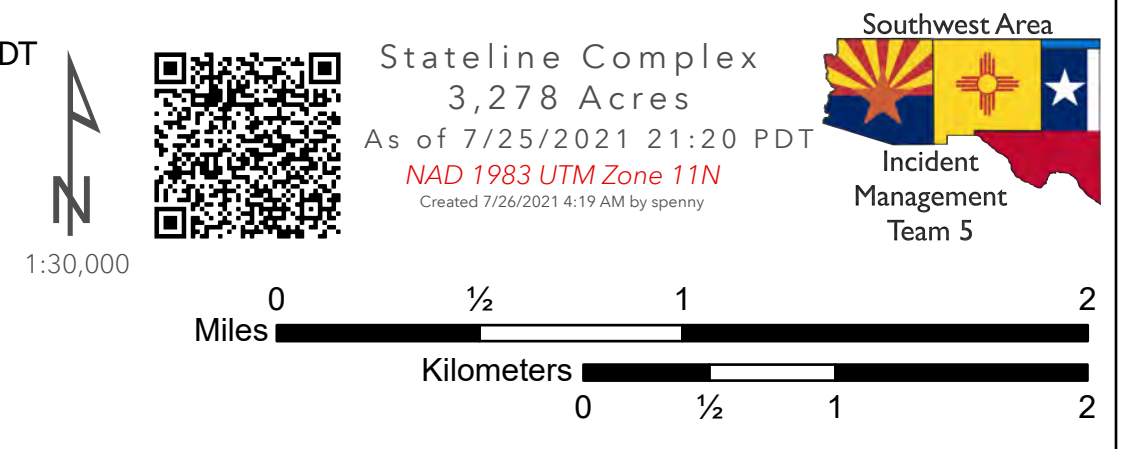 DT
N
1:30,000
Stateline Complex
3,278 Acres
As of 7/25/2021 21:20 PDT
NAD 1983 UTM Zone 11N
Created 7/26/2021 4:19 AM by spenny
Southwest Area
Incident
Management
Team 5
0 ½ 1 2
Miles
Kilometers
0 ½ 1 2